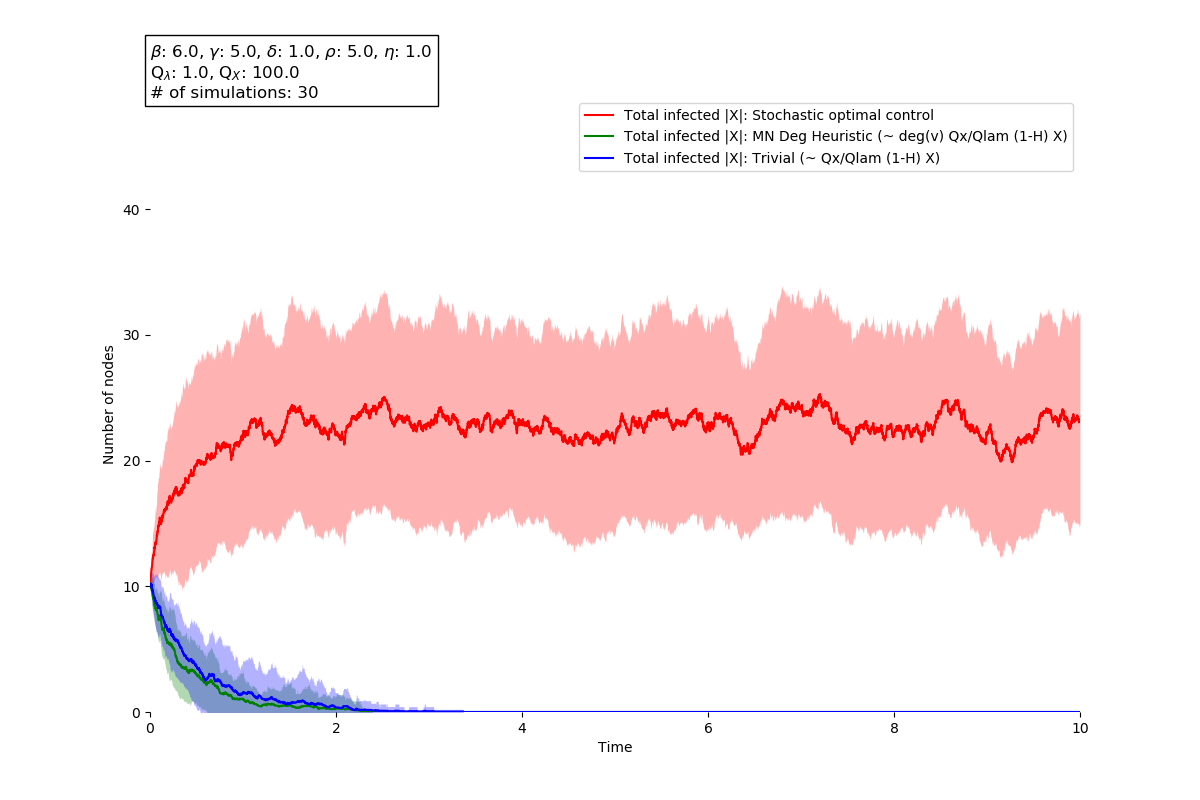 β: 6.0, γ: 5.0, δ: 1.0, ρ: 5.0, η: 1.0
Qλ: 1.0, QX: 100.0
# of simulations: 30
Total infected |X|: Stochastic optimal control
Total infected |X|: MN Deg Heuristic (~ deg(v) Qx/Qlam (1-H) X)
Total infected |X|: Trivial (~ Qx/Qlam (1-H) X)
40
30
20
10
0
Number of nodes
0 2 4 6 8 10
Time